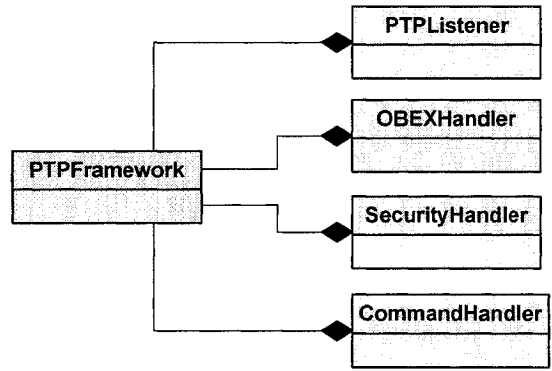 PTPListener
OBEXHandler
PTPFramework
SecurityHandler
CommandHandler